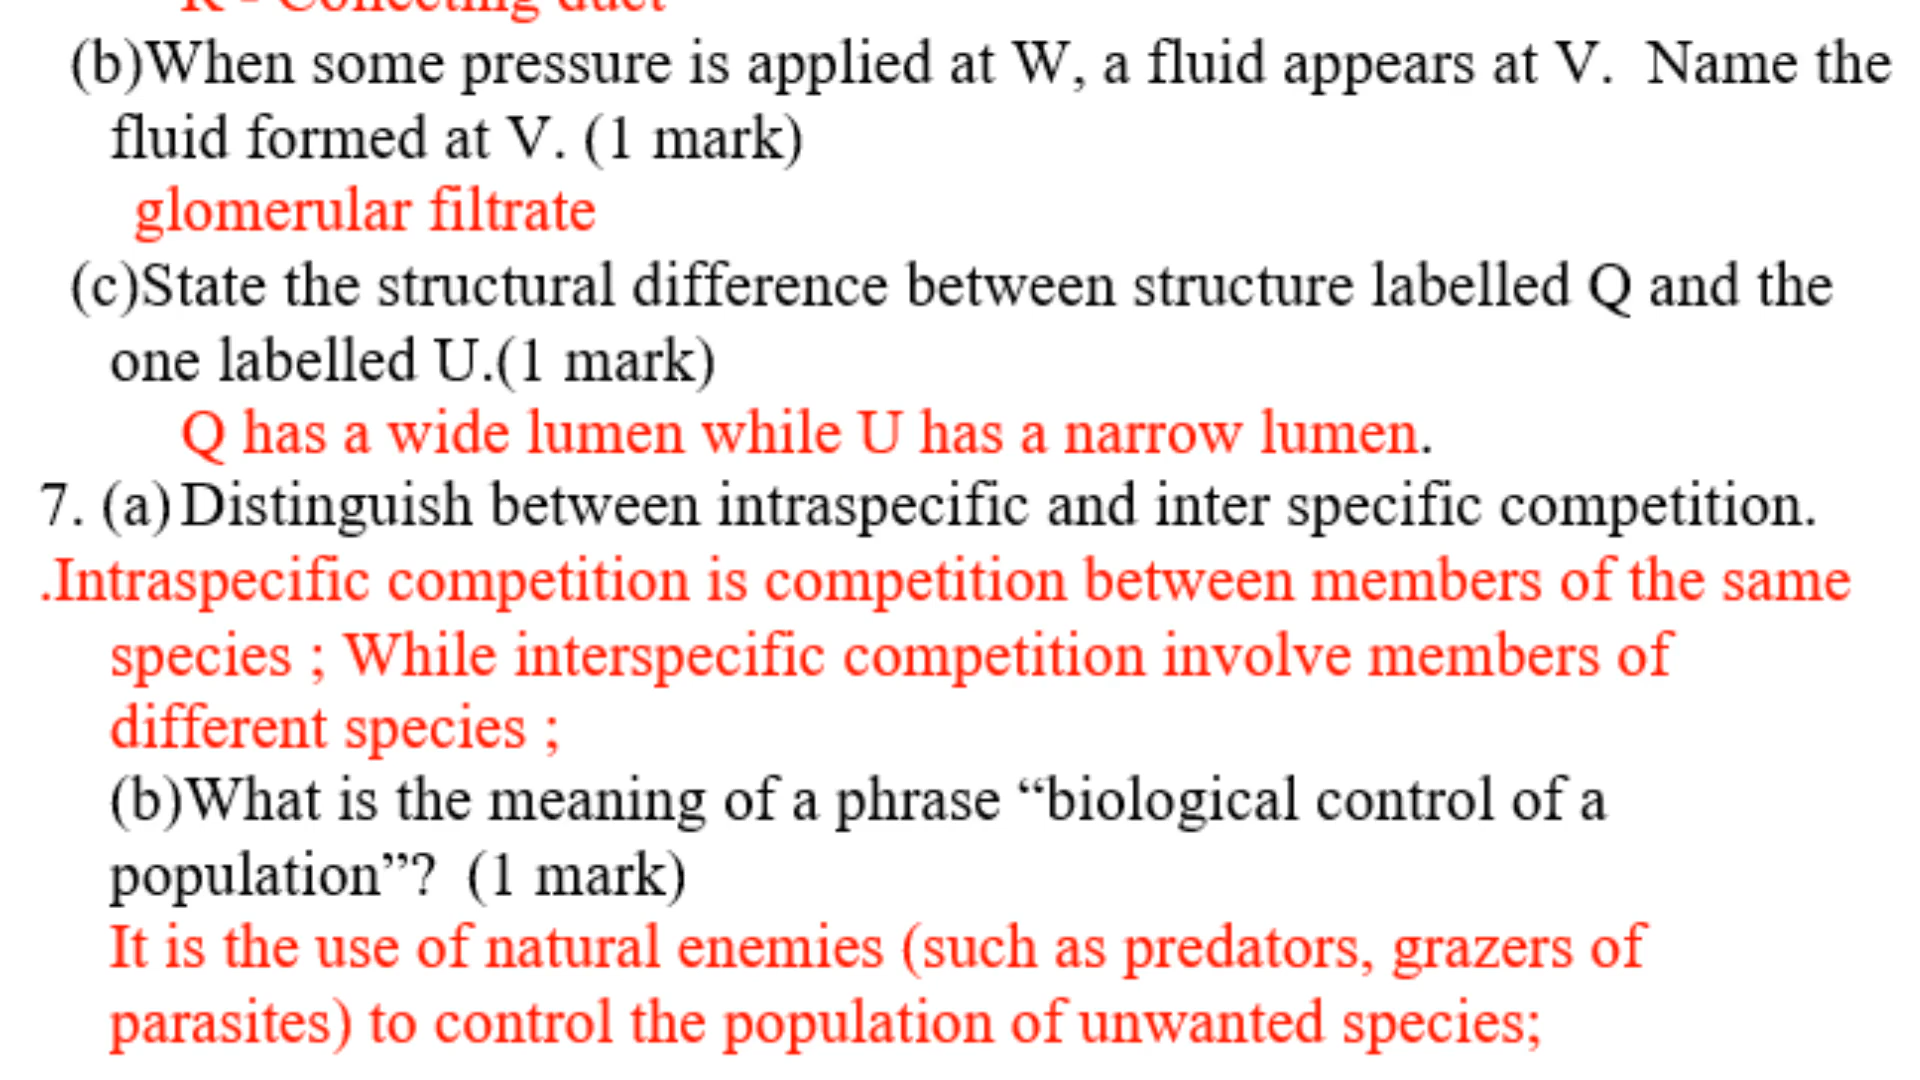 R - Collecting duct
(b)When some pressure is applied at W, a fluid appears at V.  Name the
fluid formed at V. (1 mark)
glomerular filtrate
(c)State the structural difference between structure labelled Q and the
one labelled U.(1 mark)
Q has a wide lumen while U has a narrow lumen.
7. (a) Distinguish between intraspecific and inter specific competition.
.Intraspecific competition is competition between members of the same
species ; While interspecific competition involve members of
different species ;
(b)What is the meaning of a phrase “biological control of a
population”?  (1 mark)
It is the use of natural enemies (such as predators, grazers of
parasites) to control the population of unwanted species;